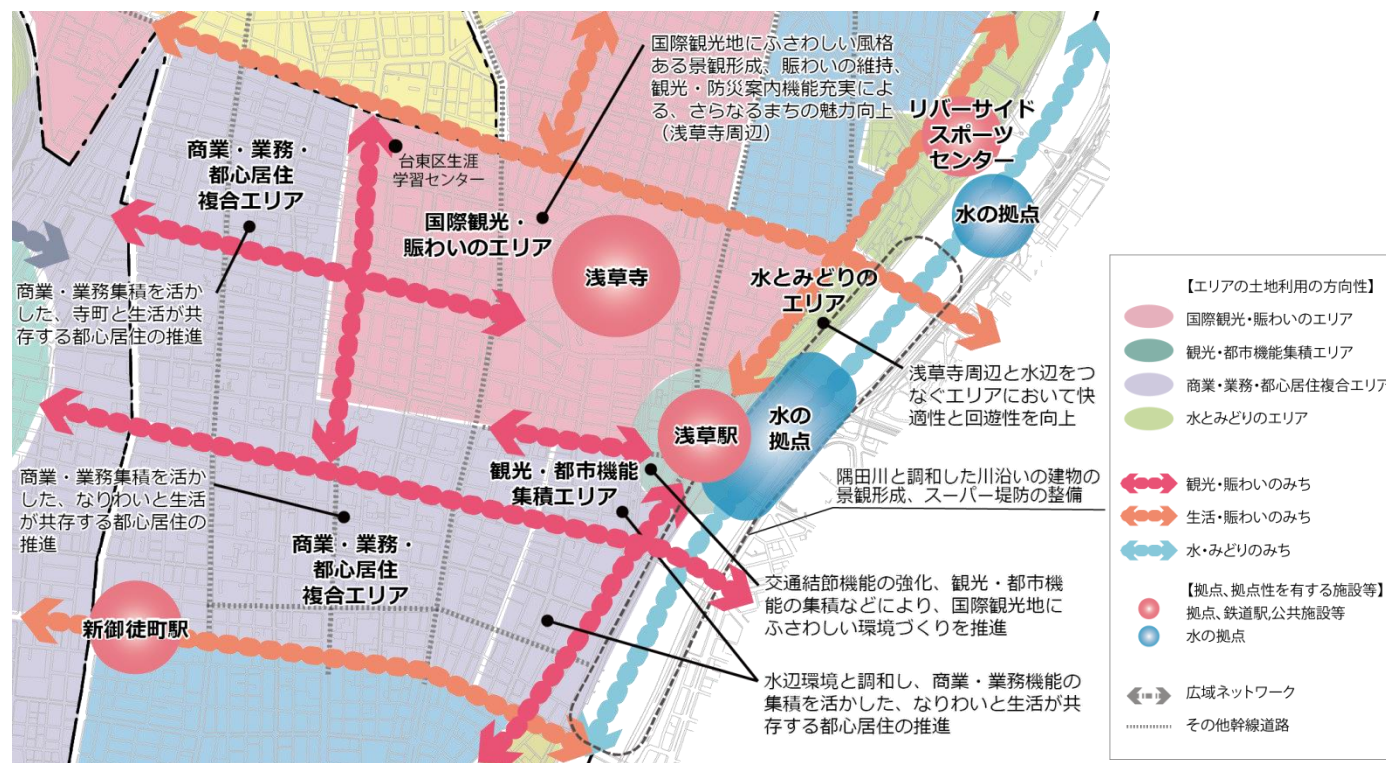 国際観光地にふさわしい風格
ある景観形成、賑わいの維持、
観光・防災案内機能充実によ
る、さらなるまちの魅力向上
（浅草寺周辺）
リバーサイド
スポーツ
センター
商業・業務・
都心居住
複合エリア
台東区生涯
学習センター
水の拠点
国際観光・
賑わいのエリア
浅草寺
水とみどりの
エリア
商業・業務集積を活か
した、寺町と生活が共
存する都心居住の推進
浅草寺周辺と水辺をつ
なぐエリアにおいて快
適性と回遊性を向上
浅草駅
水の
拠点
観光・都市機能
集積エリア
隅田川と調和した川沿いの建物の
景観形成、スーパー堤防の整備
商業・業務集積を活か
した、なりわいと生活
が共存する都心居住の
推進
商業・業務・
都心居住
複合エリア
交通結節機能の強化、観光・都市機
能の集積などにより、国際観光地に
ふさわしい環境づくりを推進
新御徒町駅
水辺環境と調和し、商業・業務機能の
集積を活かした、なりわいと生活が共
存する都心居住の推進
【エリアの土地利用の方向性】
国際観光・賑わいのエリア
観光・都市機能集積エリア
商業・業務・都心居住複合エリア
水とみどりのエリア
観光・賑わいのみち
生活・賑わいのみち
水・みどりのみち
【拠点、拠点性を有する施設等】
拠点、鉄道駅,公共施設等
水の拠点
広域ネットワーク
その他幹線道路